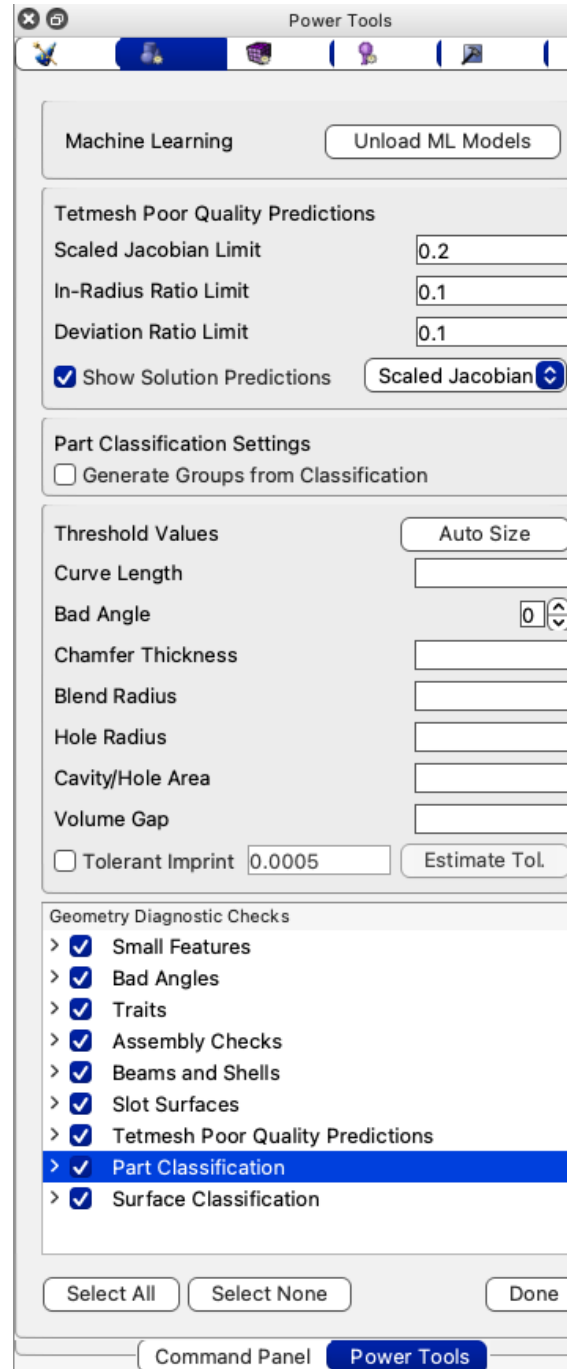 Power Tools
Machine Learning Unload ML Models
Tetmesh Poor Quality Predictions
Scaled Jacobian Limit 0.2
In-Radius Ratio Limit 0.1
Deviation Ratio Limit 0.1
Show Solution Predictions Scaled Jacobian
Part Classification Settings
Generate Groups from Classification
Threshold Values Auto Size
Curve Length
Bad Angle 0
Chamfer Thickness
Blend Radius
Hole Radius
Cavity/Hole Area
Volume Gap
Tolerant Imprint 0.0005 Estimate Tol.
Geometry Diagnostic Checks
Small Features
Bad Angles
Traits
Assembly Checks
Beams and Shells
Slot Surfaces
Tetmesh Poor Quality Predictions
Part Classification
Surface Classification
Select All Select None Done
Command Panel Power Tools